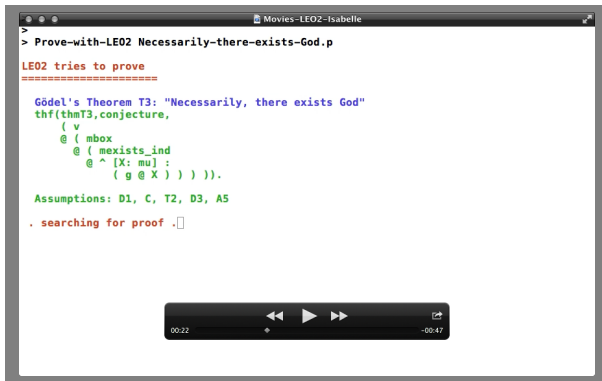 Movies-LEO2-Isabelle
>
> Prove-with-LEO2 Necessarily-there-exists-God.p
LEO2 tries to prove
====================
Gödel's Theorem T3: "Necessarily, there exists God"
thf(thmT3,conjecture,
( v
@ ( mbox
@ ( mexists_ind
@ ^ [X: mu] :
( g @ X ) ) ) )).
Assumptions: D1, C, T2, D3, A5
. searching for proof .
00:22 -00:47